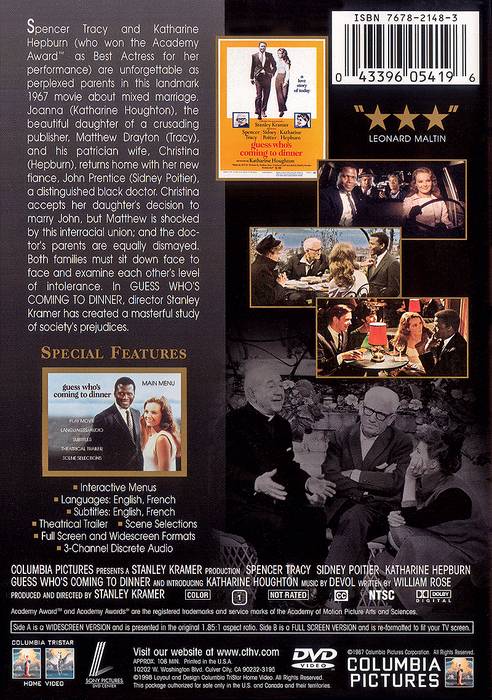 Spencer Tracy and Katharine
Hepburn (who won the Academy
Award™ as Best Actress for her
performance) are unforgettable as
perplexed parents in this landmark
1967 movie about mixed marriage.
Joanna (Katharine Houghton), the
beautiful daughter of a crusading
publisher, Matthew Drayton (Tracy),
and his patrician wife, Christina
(Hepburn), returns home with her new
fiance, John Prentice (Sidney Poitier),
a distinguished black doctor. Christina
accepts her daughter's decision to
marry John, but Matthew is shocked
by this interracial union; and the doc-
tor's parents are equally dismayed.
Both families must sit down face to
face and examine each other's level
of intolerance. In GUESS WHO'S
COMING TO DINNER, director Stanley
Kramer has created a masterful study
of society's prejudices.
a
love
story
of today.
Stanley Kramer
Spencer Tracy
Sidney Poitier
Katharine Hepburn
guess who's
coming to dinner
Katharine Houghton
ISBN 7678-2148-3
0 43396 05419 6
"★★★"
LEONARD MALTIN
SPECIAL FEATURES
guess who's
coming to dinner
MAIN MENU
PLAY MOVIE
LANGUAGES/AUDIO
SUBTITLES
THEATRICAL TRAILER
SCENE SELECTIONS
▪ Interactive Menus
▪ Languages: English, French
▪ Subtitles: English, French
▪ Theatrical Trailer ▪ Scene Selections
▪ Full Screen and Widescreen Formats
▪ 3-Channel Discrete Audio
COLUMBIA PICTURES PRESENTS A STANLEY KRAMER PRODUCTION SPENCER TRACY SIDNEY POITIER KATHARINE HEPBURN
GUESS WHO'S COMING TO DINNER AND INTRODUCING KATHARINE HOUGHTON MUSIC BY DEVOL WRITTEN BY WILLIAM ROSE
PRODUCED AND DIRECTED BY STANLEY KRAMER COLOR 1 NOT RATED CC NTSC DOLBY DIGITAL
Academy Award™ and Academy Awards® are the registered trademarks and service marks of the Academy of Motion Picture Arts and Sciences.
Side A is a WIDESCREEN VERSION and is presented in the original 1.85:1 aspect ratio. Side B is a FULL SCREEN VERSION and is re-formatted to fit your TV screen.
COLUMBIA TRISTAR
HOME VIDEO
SONY PICTURES
DVD CENTER
Visit our website at www.cthv.com
APPROX. 108 MIN. Printed in the U.S.A.
10202 W. Washington Blvd. Culver City, CA 90232-3195
©1998 Layout and Design Columbia TriStar Home Video. All Rights Reserved.
This package authorized for sale only in the U.S. and Canada and their territories.
DVD
VIDEO
©1967 Columbia Pictures Corporation. All Rights Reserved.
COLUMBIA
PICTURES